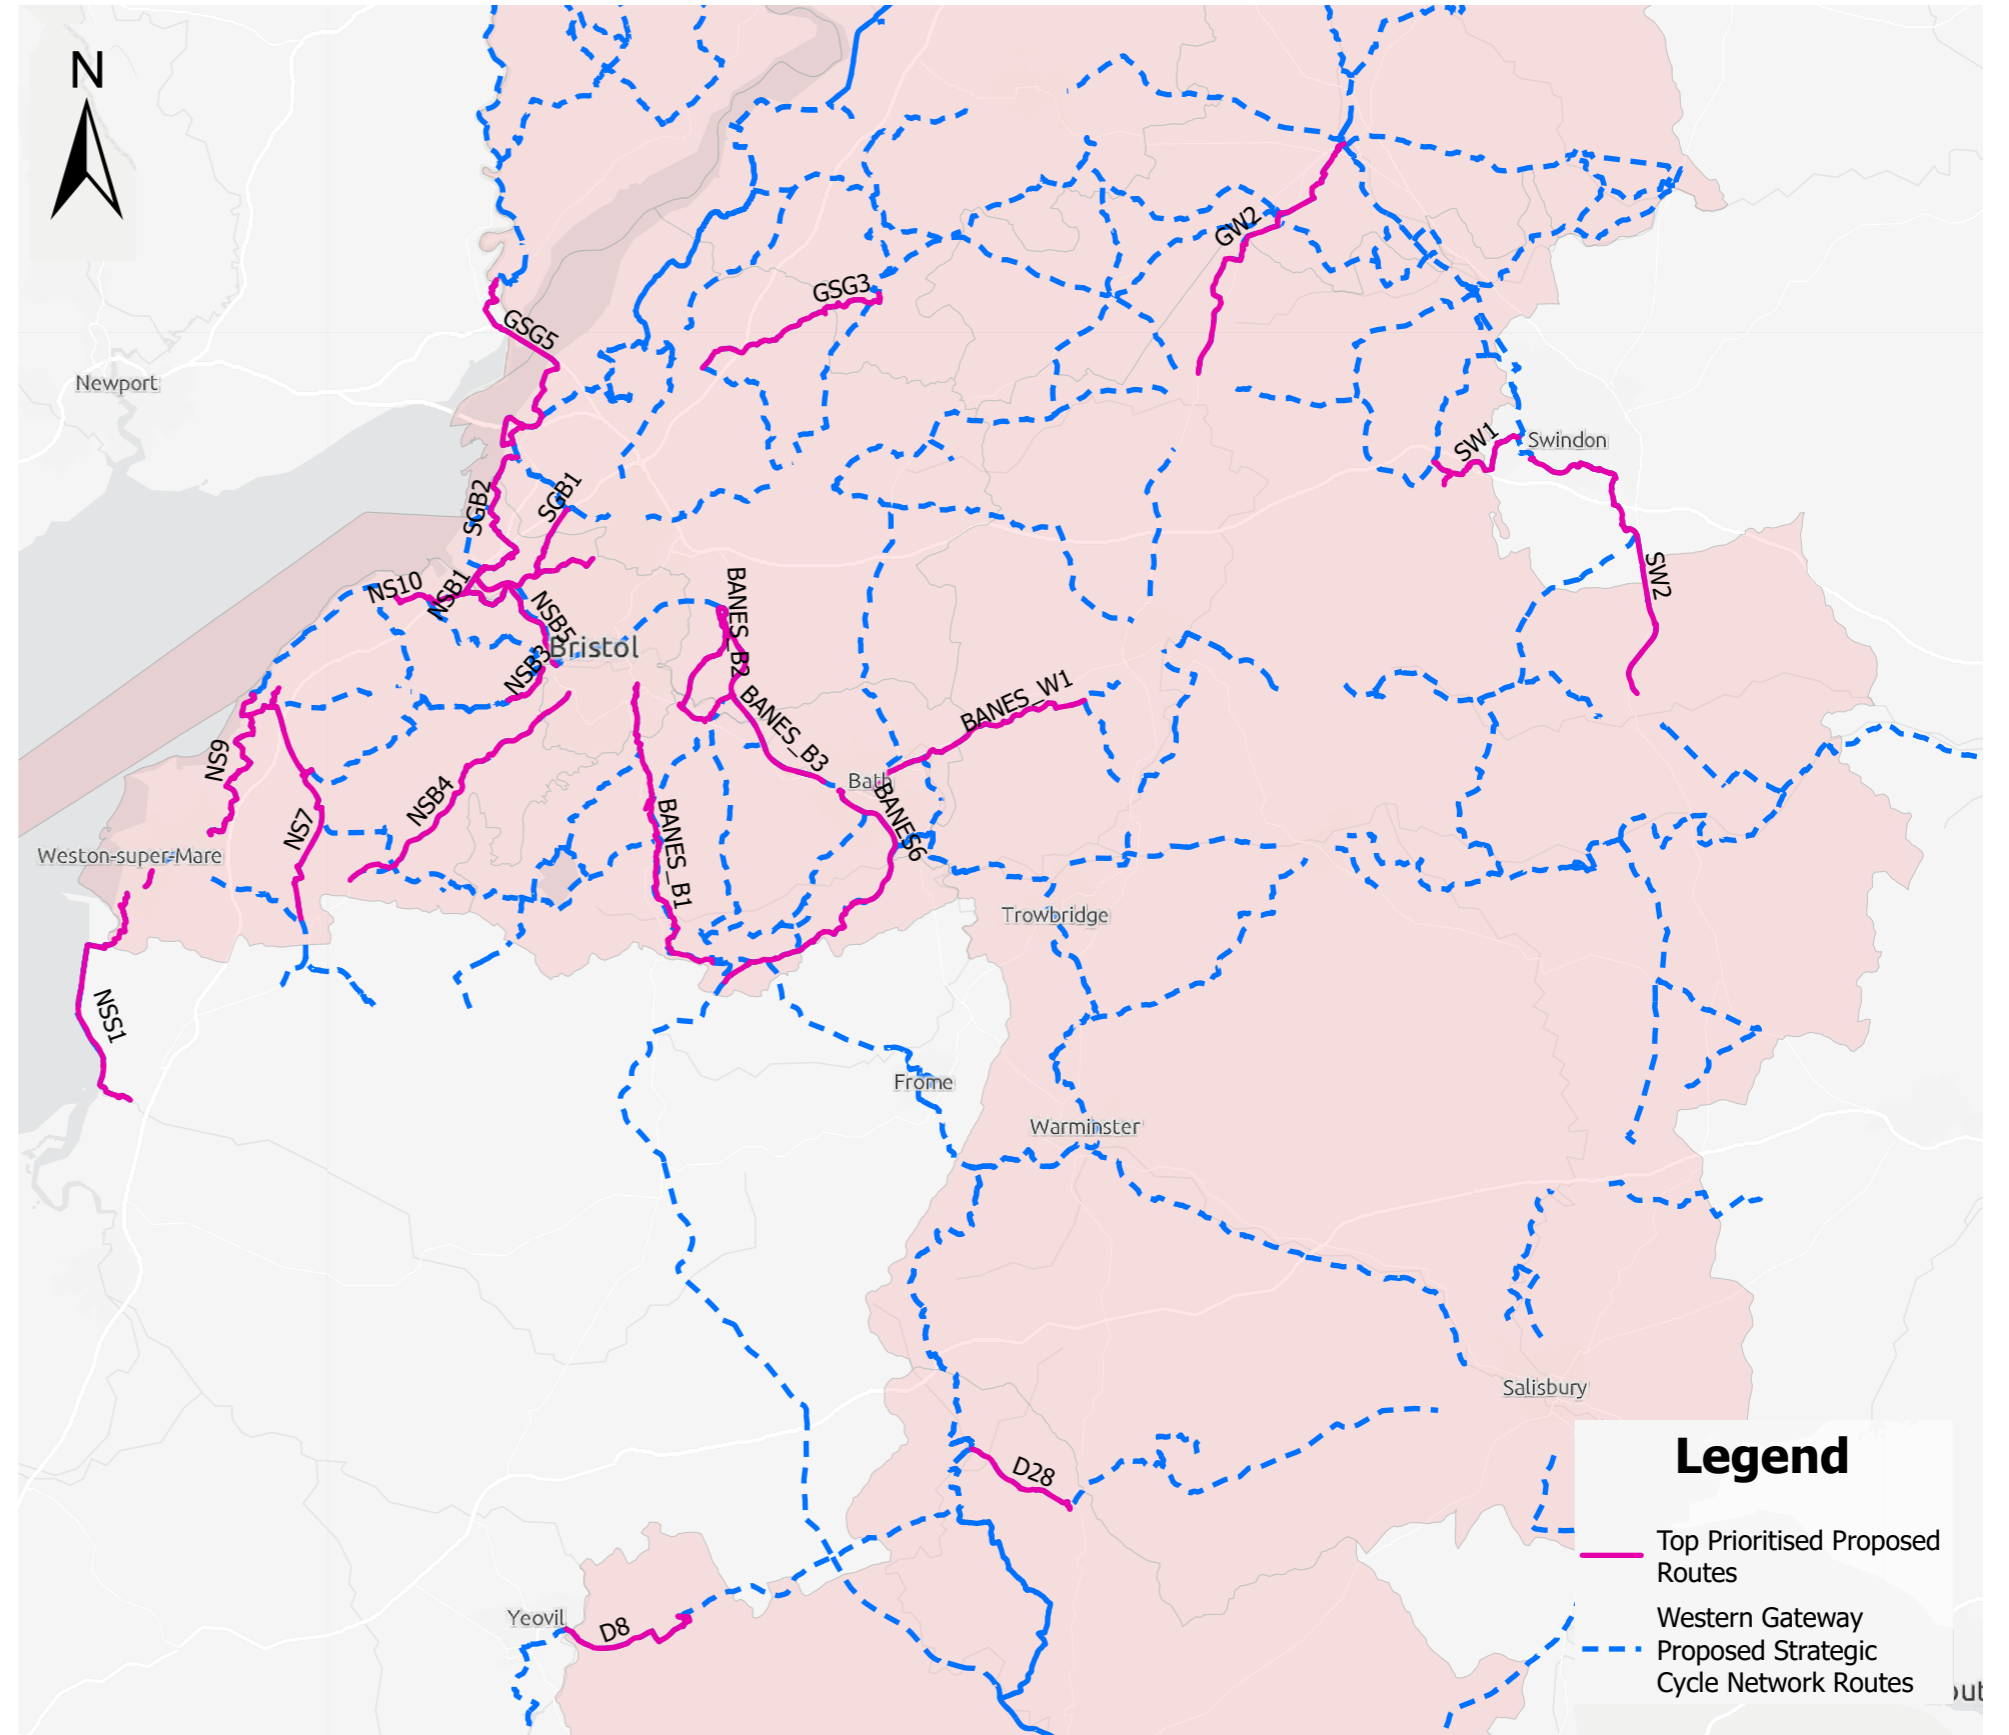 N
GW2
GSG3
GSG5
Newport
SW1
Swindon
SGB2
SGB1
SW2
NS10
NSB1
NSB5
BANES_B2
Bristol
NSB3
BANES_W1
BANES_B3
NS9
Bath
NSB4
BANES6
NS7
BANES_B1
Weston-super-Mare
Trowbridge
NSS1
Frome
Warminster
Salisbury
D28
Yeovil
D8
Legend
Top Prioritised Proposed
Routes
Western Gateway
Proposed Strategic
Cycle Network Routes